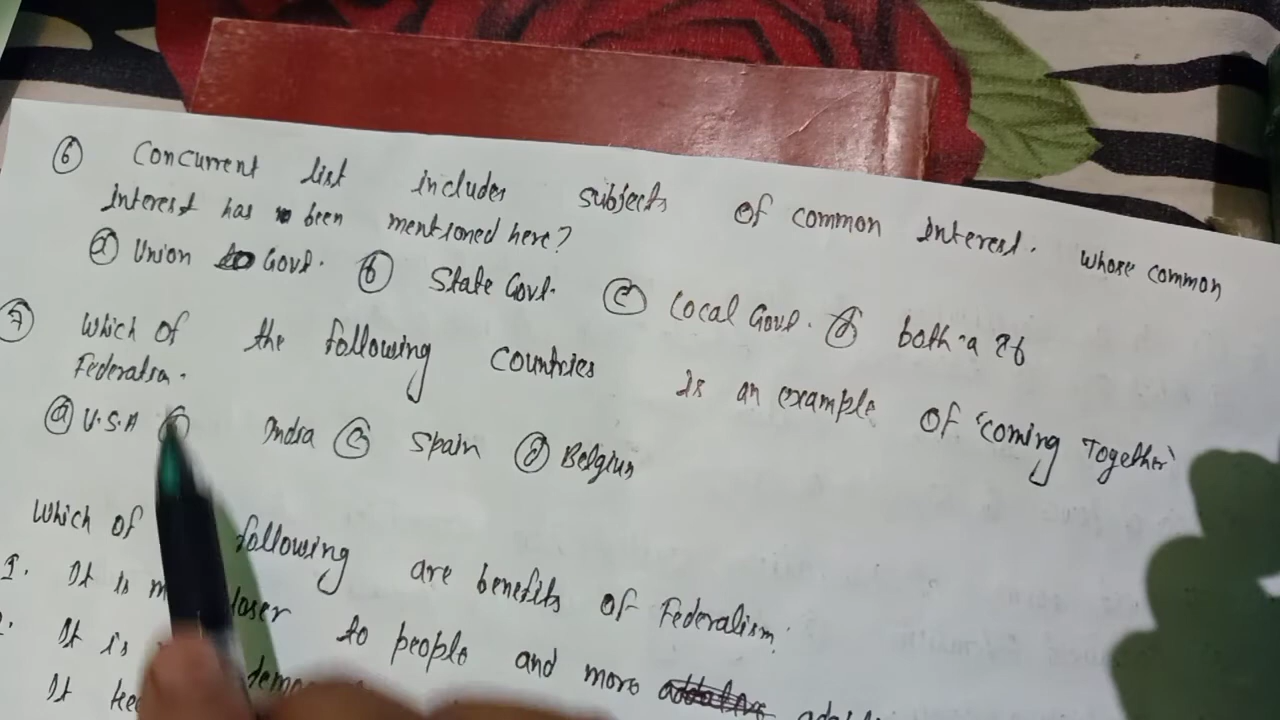 6 Concurrent list includes subjects of common interest. Whose common
interest has been mentioned here?
a Union Govt. b State Govt. c Local Govt. d both a & b
7 Which of the following countries is an example of 'Coming Together'
Federatism.
a U.S.A India c Spain d Belgium
Which of following are benefits of Federalism.
1. It is closer to people and more
It is
It